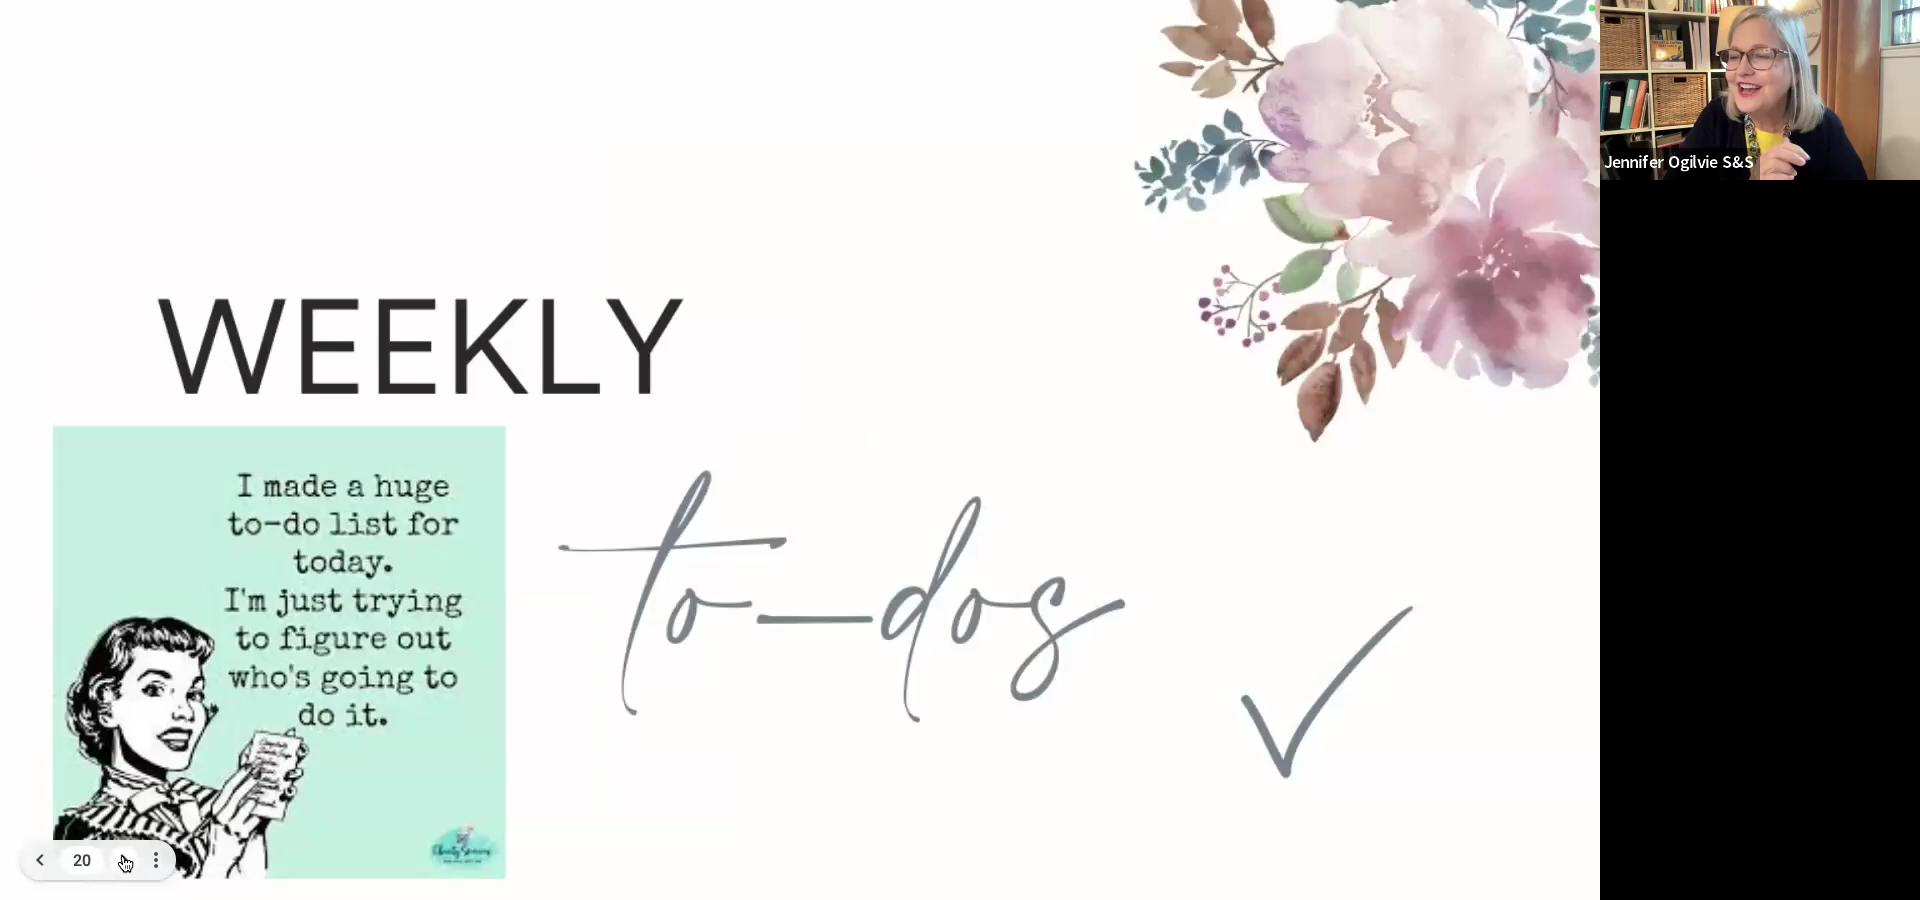 WEEKLY
I made a huge
to-do list for
today.
I'm just trying
to figure out
who's going to
do it.
to-dos
20
Jennifer Ogilvie S&S